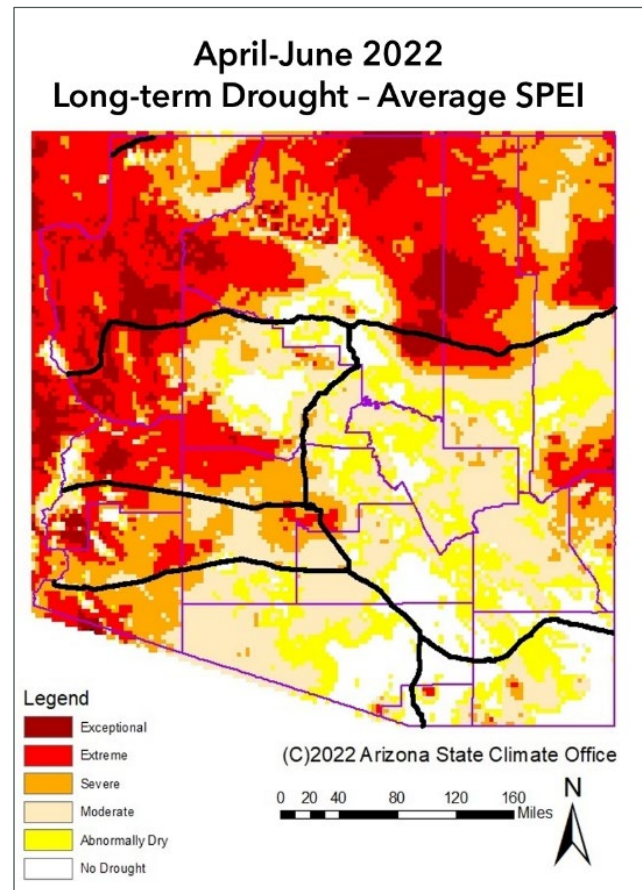 April-June 2022
Long-term Drought – Average SPEI
Legend
Exceptional
Extreme
Severe
Moderate
Abnormally Dry
No Drought
(C)2022 Arizona State Climate Office
N
0 20 40 80 120 160
Miles